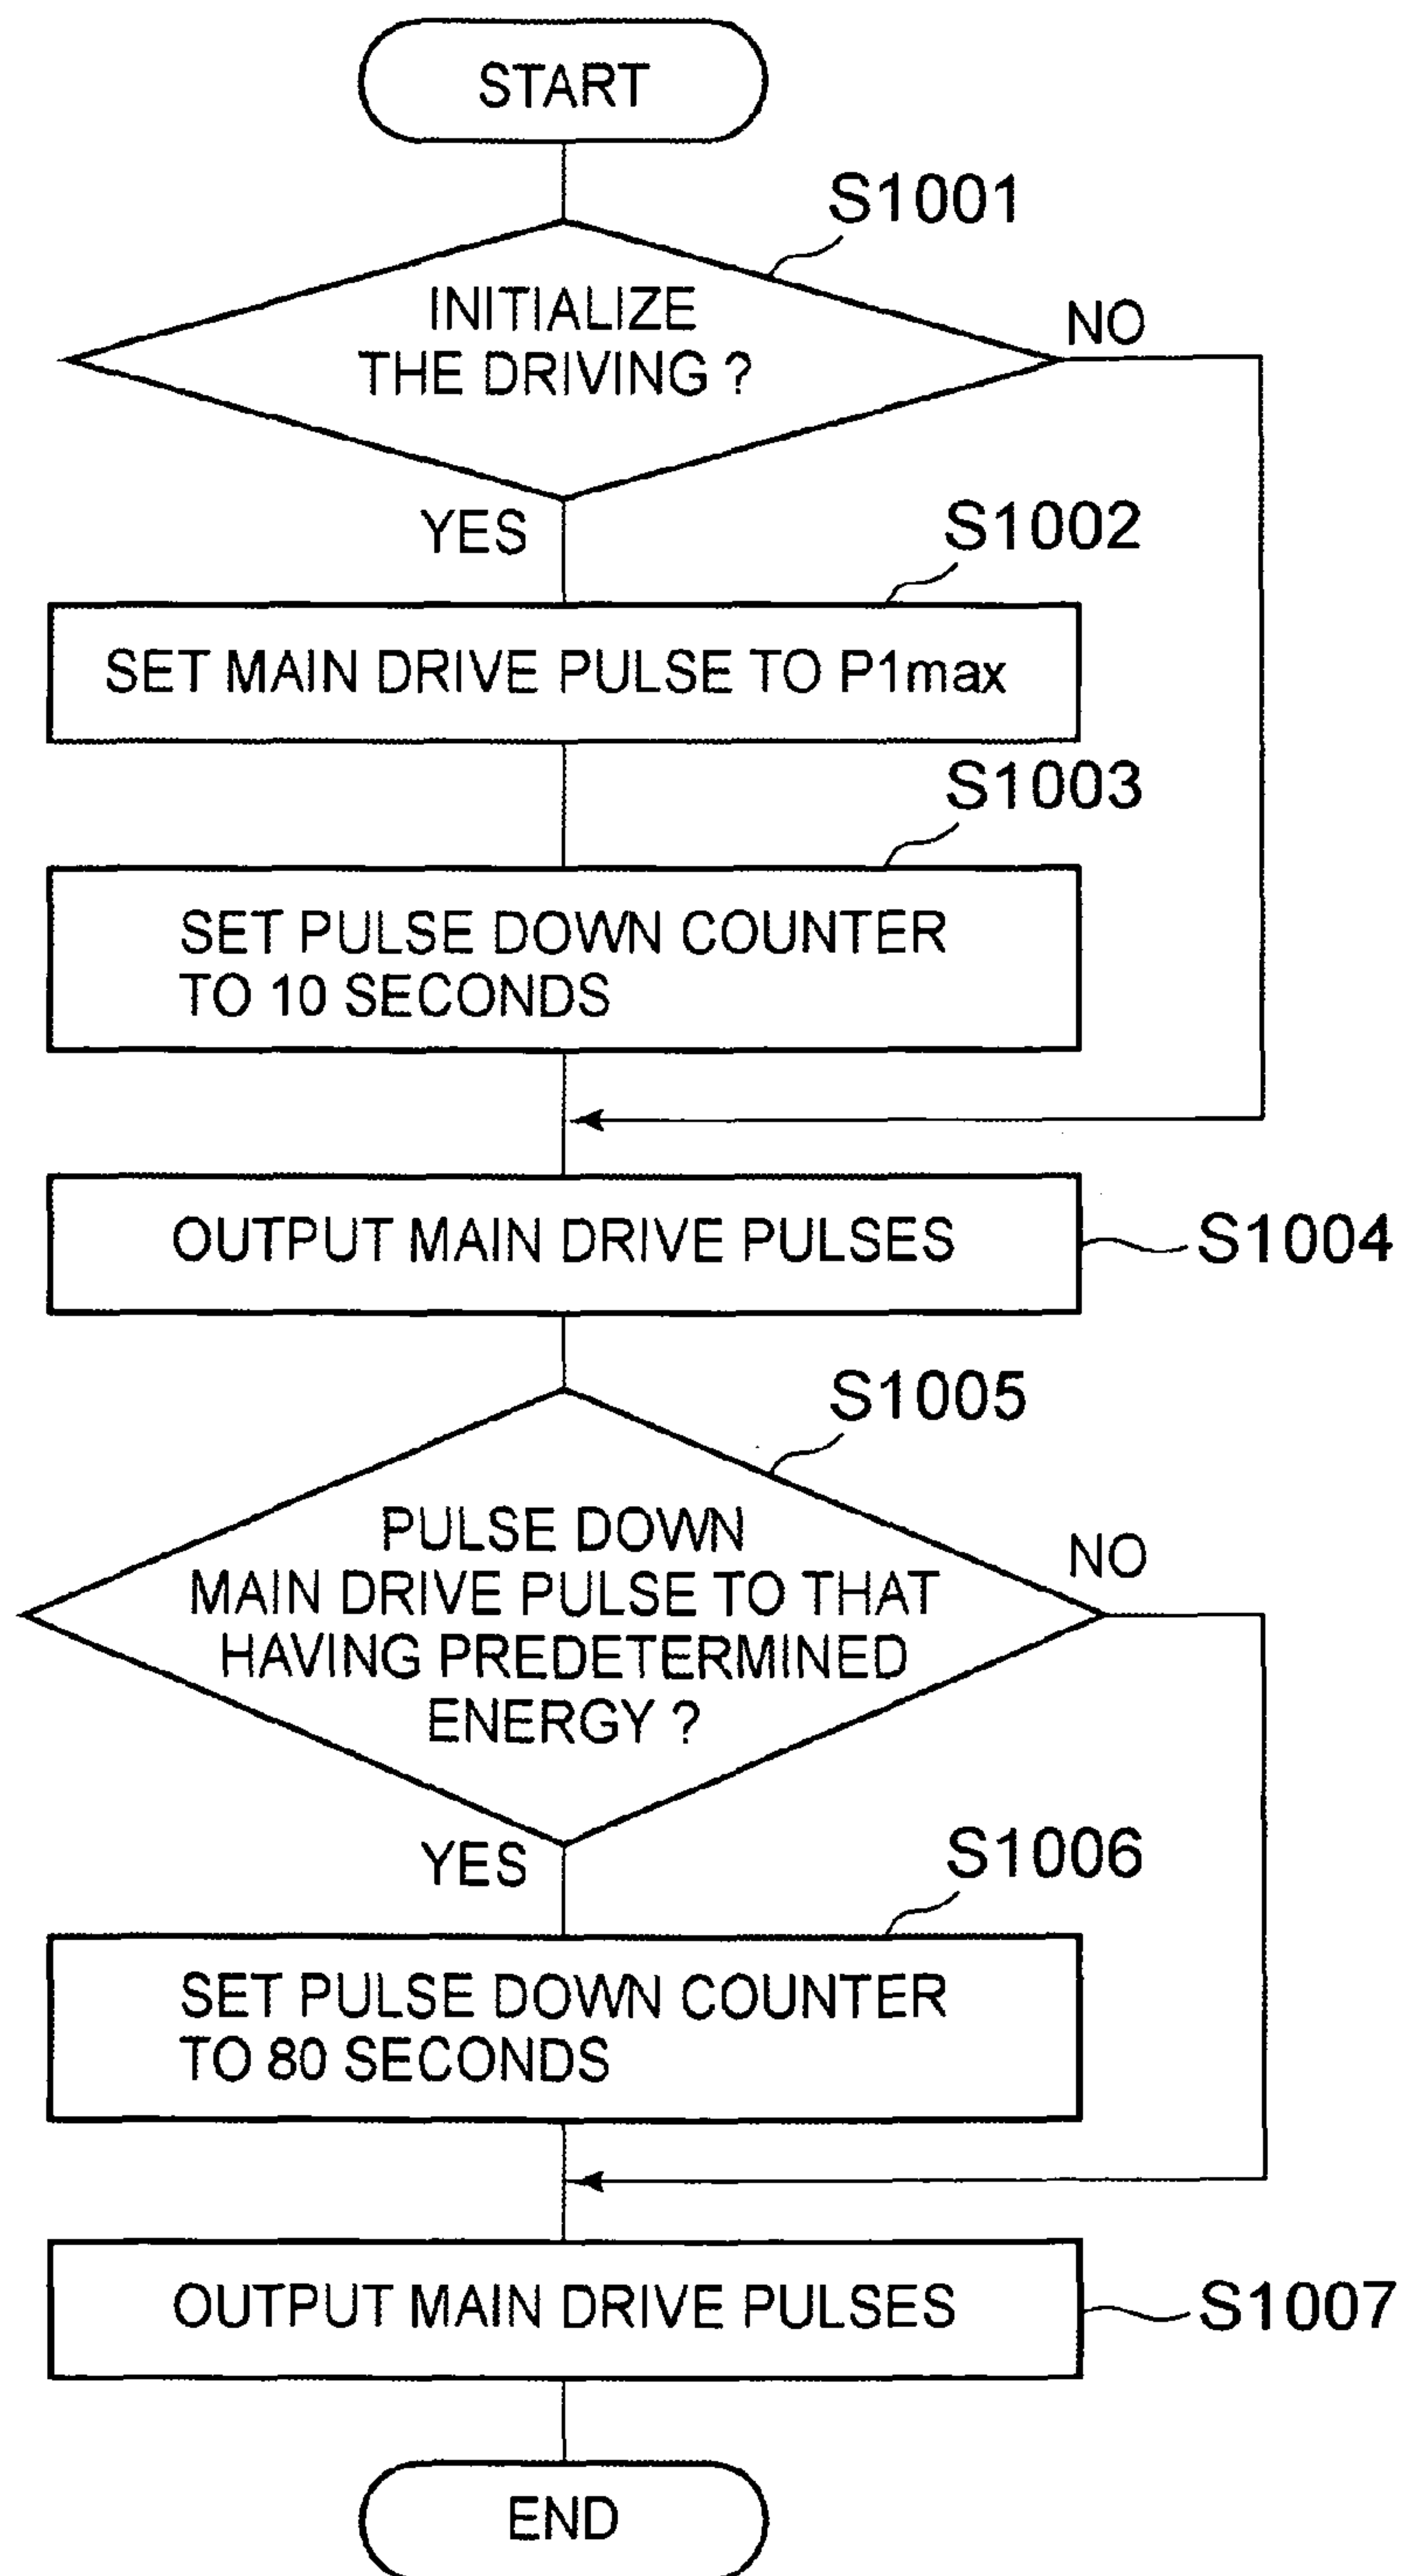 START
S1001
INITIALIZE
THE DRIVING ?
NO
YES
S1002
SET MAIN DRIVE PULSE TO P1max
S1003
SET PULSE DOWN COUNTER
TO 10 SECONDS
OUTPUT MAIN DRIVE PULSES
S1004
S1005
PULSE DOWN
MAIN DRIVE PULSE TO THAT
HAVING PREDETERMINED
ENERGY ?
NO
YES
S1006
SET PULSE DOWN COUNTER
TO 80 SECONDS
OUTPUT MAIN DRIVE PULSES
S1007
END